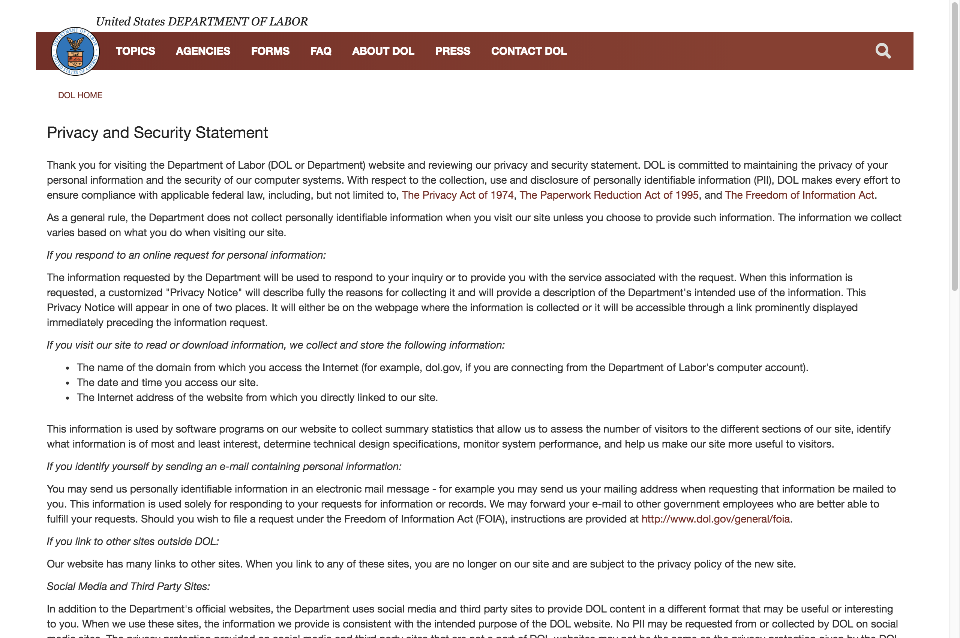 United States DEPARTMENT OF LABOR
TOPICS AGENCIES FORMS FAQ ABOUT DOL PRESS CONTACT DOL
DOL HOME
Privacy and Security Statement
Thank you for visiting the Department of Labor (DOL or Department) website and reviewing our privacy and security statement. DOL is committed to maintaining the privacy of your
personal information and the security of our computer systems. With respect to the collection, use and disclosure of personally identifiable information (PII), DOL makes every effort to
ensure compliance with applicable federal law, including, but not limited to, The Privacy Act of 1974, The Paperwork Reduction Act of 1995, and The Freedom of Information Act.
As a general rule, the Department does not collect personally identifiable information when you visit our site unless you choose to provide such information. The information we collect
varies based on what you do when visiting our site.
If you respond to an online request for personal information:
The information requested by the Department will be used to respond to your inquiry or to provide you with the service associated with the request. When this information is
requested, a customized "Privacy Notice" will describe fully the reasons for collecting it and will provide a description of the Department's intended use of the information. This
Privacy Notice will appear in one of two places. It will either be on the webpage where the information is collected or it will be accessible through a link prominently displayed
immediately preceding the information request.
If you visit our site to read or download information, we collect and store the following information:
• The name of the domain from which you access the Internet (for example, dol.gov, if you are connecting from the Department of Labor's computer account).
• The date and time you access our site.
• The Internet address of the website from which you directly linked to our site.
This information is used by software programs on our website to collect summary statistics that allow us to assess the number of visitors to the different sections of our site, identify
what information is of most and least interest, determine technical design specifications, monitor system performance, and help us make our site more useful to visitors.
If you identify yourself by sending an e-mail containing personal information:
You may send us personally identifiable information in an electronic mail message - for example you may send us your mailing address when requesting that information be mailed to
you. This information is used solely for responding to your requests for information or records. We may forward your e-mail to other government employees who are better able to
fulfill your requests. Should you wish to file a request under the Freedom of Information Act (FOIA), instructions are provided at http://www.dol.gov/general/foia.
If you link to other sites outside DOL:
Our website has many links to other sites. When you link to any of these sites, you are no longer on our site and are subject to the privacy policy of the new site.
Social Media and Third Party Sites:
In addition to the Department's official websites, the Department uses social media and third party sites to provide DOL content in a different format that may be useful or interesting
to you. When we use these sites, the information we provide is consistent with the intended purpose of the DOL website. No PII may be requested from or collected by DOL on social